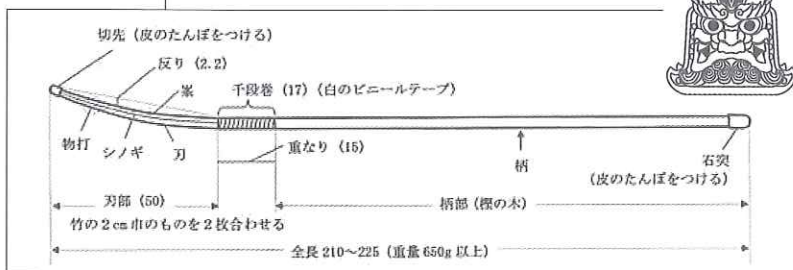 切先（皮のたんぽをつける）
反り（2.2）
峯
千段巻（17）（白のビニールテープ）
物打
シノギ
刃
重なり（15）
柄
石突
（皮のたんぽをつける）
刃部（50）
柄部（樫の木）
竹の2cm巾のものを2枚合わせる
全長210〜225（重量650g以上）